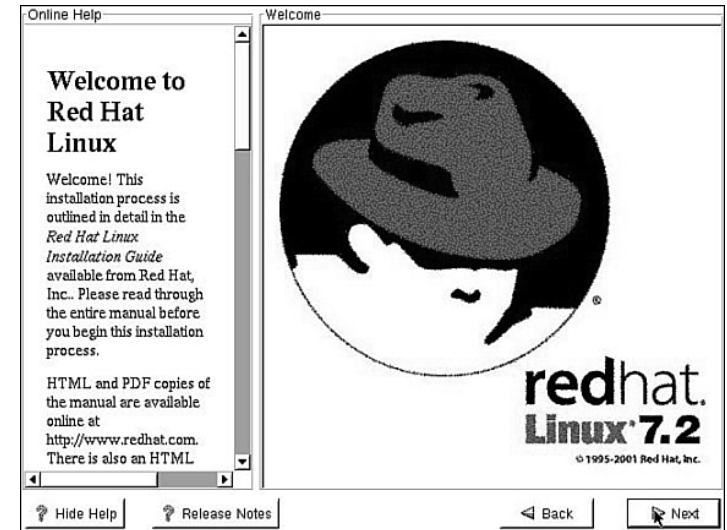 Online Help
Welcome
Welcome to
Red Hat
Linux
Welcome! This
installation process is
outlined in detail in the
Red Hat Linux
Installation Guide
available from Red Hat,
Inc.. Please read through
the entire manual before
you begin this installation
process.
HTML and PDF copies of
the manual are available
online at
http://www.redhat.com.
There is also an HTML
®
redhat.
Linux 7.2
© 1995-2001 Red Hat, Inc.
? Hide Help
? Release Notes
Back
Next